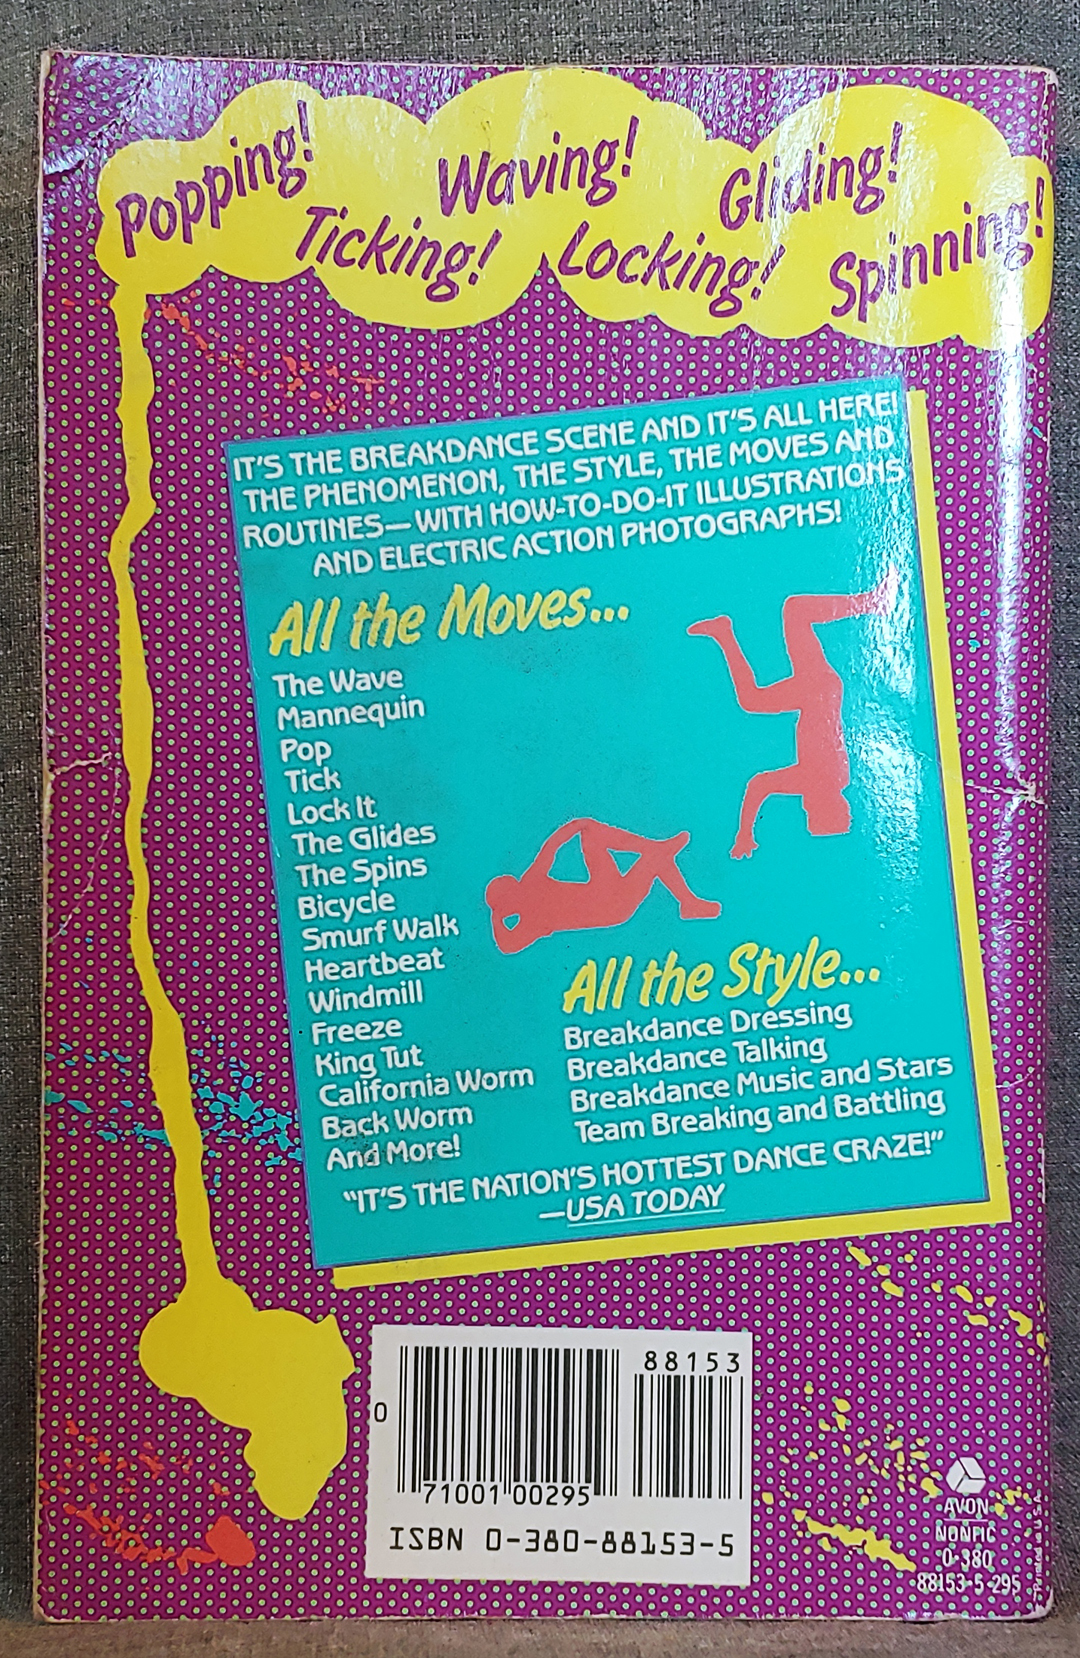 Popping!
Waving!
Gliding!
Ticking!
Locking!
Spinning!
IT'S THE BREAKDANCE SCENE AND IT'S ALL HERE!
THE PHENOMENON, THE STYLE, THE MOVES AND
ROUTINES—WITH HOW-TO-DO-IT ILLUSTRATIONS
AND ELECTRIC ACTION PHOTOGRAPHS!
All the Moves...
The Wave
Mannequin
Pop
Tick
Lock It
The Glides
The Spins
Bicycle
Smurf Walk
Heartbeat
Windmill
Freeze
King Tut
California Worm
Back Worm
And More!
All the Style...
Breakdance Dressing
Breakdance Talking
Breakdance Music and Stars
Team Breaking and Battling
"IT'S THE NATION'S HOTTEST DANCE CRAZE!"
—USA TODAY
88153
0
71001 00295
ISBN 0-380-88153-5
AVON
NONFIC
0-380
88153-5-295
Printed in U.S.A.